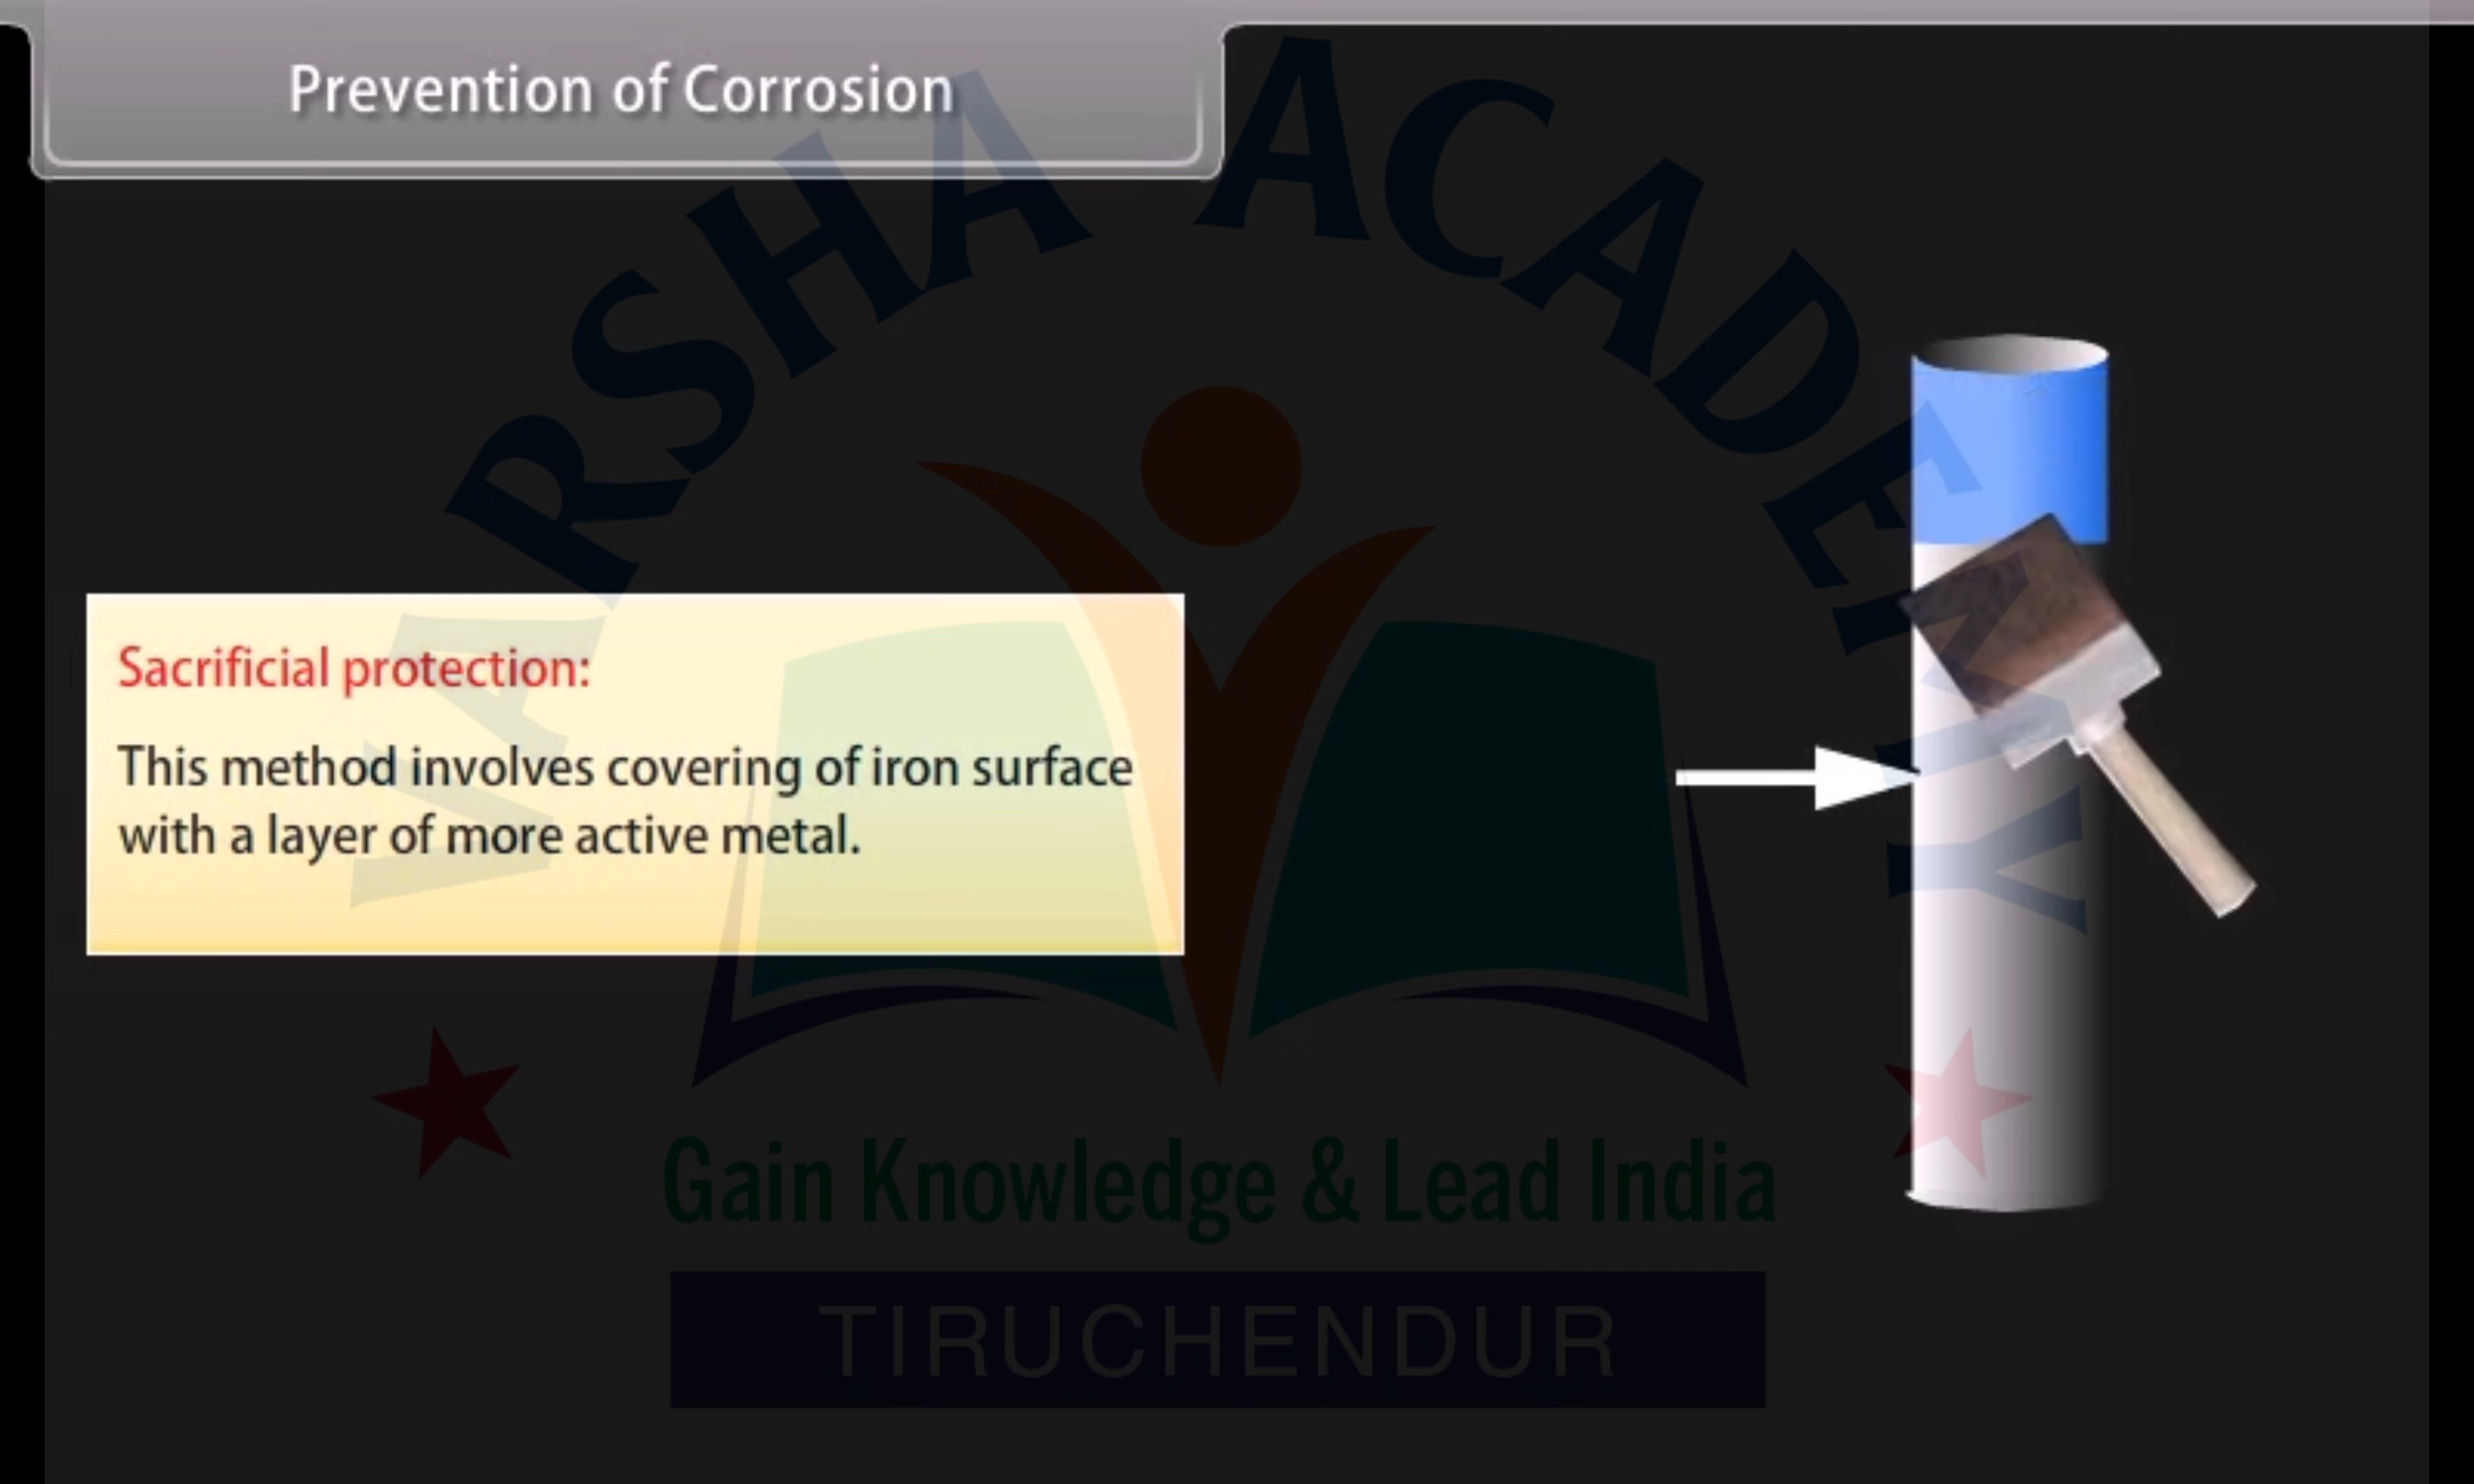 Prevention of Corrosion
VARSHA ACADEMY
Sacrificial protection:
This method involves covering of iron surface
with a layer of more active metal.
Gain Knowledge & Lead India
TIRUCHENDUR